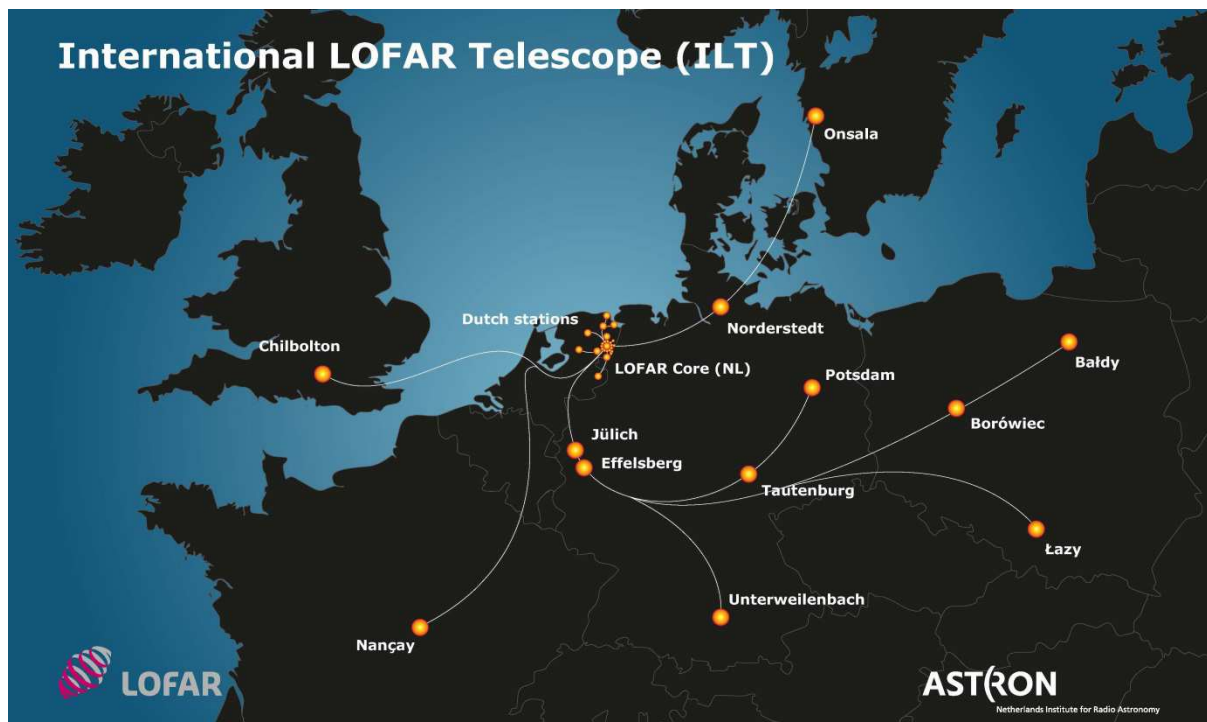 International LOFAR Telescope (ILT)
Onsala
Dutch stations
Norderstedt
Chilbolton
LOFAR Core (NL)
Bałdy
Potsdam
Borówiec
Jülich
Effelsberg
Tautenburg
Łazy
Unterweilenbach
Nançay
LOFAR
ASTRON
Netherlands Institute for Radio Astronomy